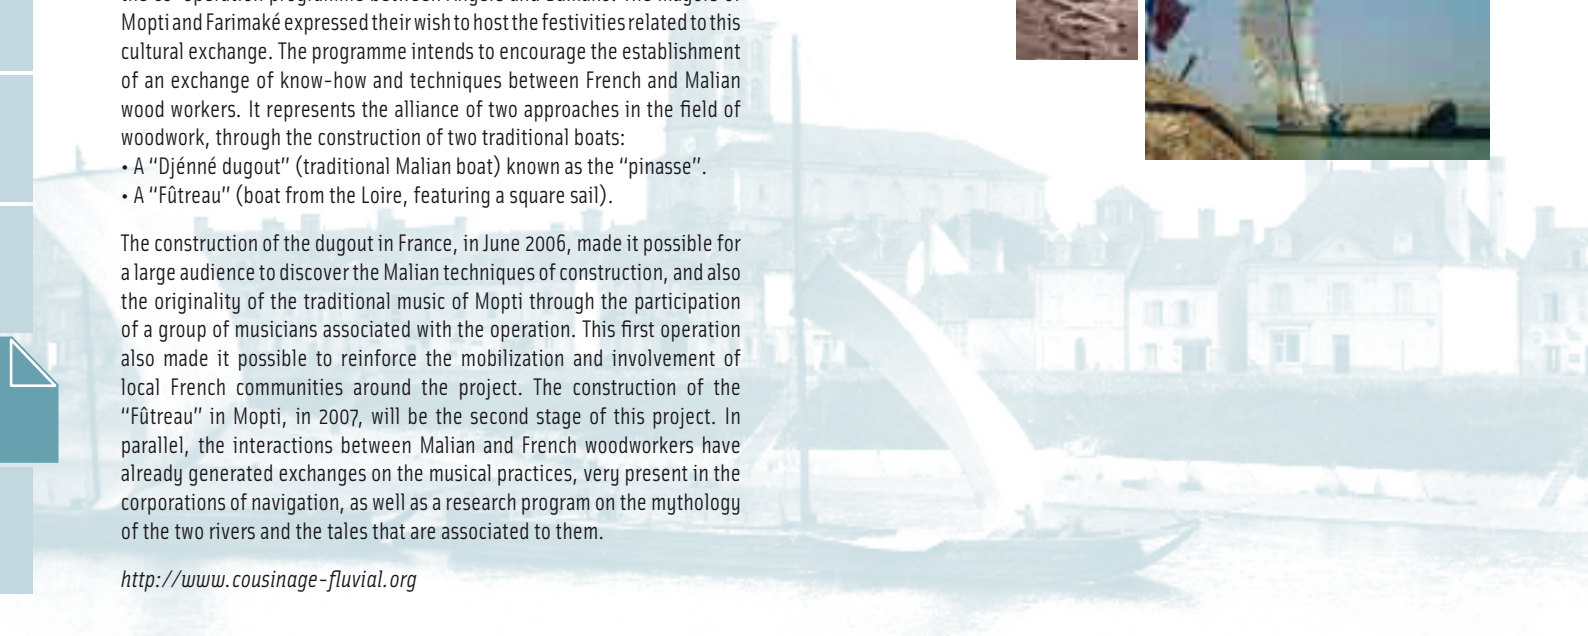 Mopti and Farimaké expressed their wish to host the festivities related to this
cultural exchange. The programme intends to encourage the establishment
of an exchange of know-how and techniques between French and Malian
wood workers. It represents the alliance of two approaches in the field of
woodwork, through the construction of two traditional boats:
• A “Djénné dugout” (traditional Malian boat) known as the “pinasse”.
• A “Fûtreau” (boat from the Loire, featuring a square sail).
The construction of the dugout in France, in June 2006, made it possible for
a large audience to discover the Malian techniques of construction, and also
the originality of the traditional music of Mopti through the participation
of a group of musicians associated with the operation. This first operation
also made it possible to reinforce the mobilization and involvement of
local French communities around the project. The construction of the
“Fûtreau” in Mopti, in 2007, will be the second stage of this project. In
parallel, the interactions between Malian and French woodworkers have
already generated exchanges on the musical practices, very present in the
corporations of navigation, as well as a research program on the mythology
of the two rivers and the tales that are associated to them.
http://www.cousinage-fluvial.org